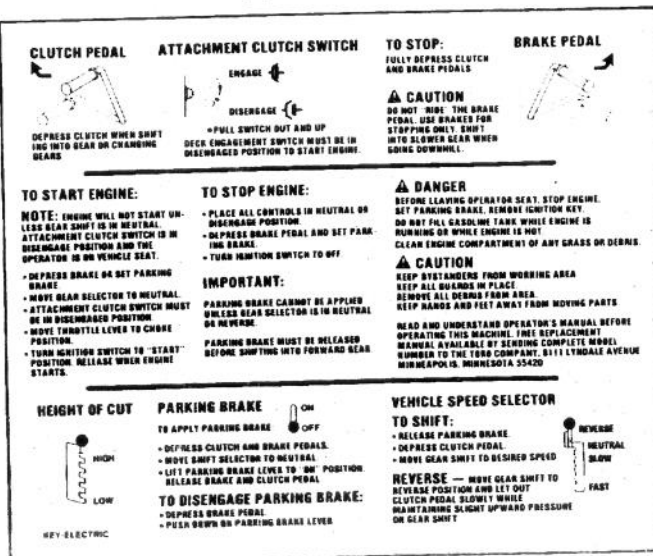 CLUTCH PEDAL
DEPRESS CLUTCH WHEN SHIFT
ING INTO GEAR OR CHANGING
GEARS
ATTACHMENT CLUTCH SWITCH
ENGAGE
DISENGAGE
*PULL SWITCH OUT AND UP
DECK ENGAGEMENT SWITCH MUST BE IN
DISENGAGED POSITION TO START ENGINE.
TO STOP:
FULLY DEPRESS CLUTCH
AND BRAKE PEDALS
CAUTION
DO NOT "RIDE" THE BRAKE
PEDAL. USE BRAKES FOR
STOPPING ONLY. SHIFT
INTO SLOWER GEAR WHEN
GOING DOWNHILL.
BRAKE PEDAL
TO START ENGINE:
NOTE: ENGINE WILL NOT START UN-
LESS GEAR SHIFT IS IN NEUTRAL.
ATTACHMENT CLUTCH SWITCH IS IN
DISENGAGE POSITION AND THE
OPERATOR IS ON VEHICLE SEAT.
• DEPRESS BRAKE OR SET PARKING
BRAKE
• MOVE GEAR SELECTOR TO NEUTRAL.
• ATTACHMENT CLUTCH SWITCH MUST
BE IN DISENGAGED POSITION
• MOVE THROTTLE LEVER TO CHOKE
POSITION.
• TURN IGNITION SWITCH TO "START"
POSITION. RELEASE WHEN ENGINE
STARTS.
TO STOP ENGINE:
• PLACE ALL CONTROLS IN NEUTRAL OR
DISENGAGE POSITION.
• DEPRESS BRAKE PEDAL AND SET PARK-
ING BRAKE.
• TURN IGNITION SWITCH TO OFF
IMPORTANT:
PARKING BRAKE CANNOT BE APPLIED
UNLESS GEAR SELECTOR IS IN NEUTRAL
OR REVERSE.
PARKING BRAKE MUST BE RELEASED
BEFORE SHIFTING INTO FORWARD GEAR
DANGER
BEFORE LEAVING OPERATOR SEAT, STOP ENGINE.
SET PARKING BRAKE, REMOVE IGNITION KEY.
DO NOT FILL GASOLINE TANK WHILE ENGINE IS
RUNNING OR WHILE ENGINE IS HOT
CLEAN ENGINE COMPARTMENT OF ANY GRASS OR DEBRIS.
CAUTION
KEEP BYSTANDERS FROM WORKING AREA
KEEP ALL GUARDS IN PLACE.
REMOVE ALL DEBRIS FROM AREA.
KEEP HANDS AND FEET AWAY FROM MOVING PARTS
READ AND UNDERSTAND OPERATOR'S MANUAL BEFORE
OPERATING THIS MACHINE. FREE REPLACEMENT
MANUAL AVAILABLE BY SENDING COMPLETE MODEL
NUMBER TO THE TORO COMPANY, 8111 LYNDALE AVENUE
MINNEAPOLIS, MINNESOTA 55420
HEIGHT OF CUT
HIGH
LOW
KEY-ELECTRIC
PARKING BRAKE
ON
OFF
TO APPLY PARKING BRAKE
• DEPRESS CLUTCH AND BRAKE PEDALS.
• MOVE SHIFT SELECTOR TO NEUTRAL.
• LIFT PARKING BRAKE LEVER TO "ON" POSITION
RELEASE BRAKE AND CLUTCH PEDAL
TO DISENGAGE PARKING BRAKE:
• DEPRESS BRAKE PEDAL.
• PUSH DOWN ON PARKING BRAKE LEVER
VEHICLE SPEED SELECTOR
TO SHIFT:
• RELEASE PARKING BRAKE
• DEPRESS CLUTCH PEDAL
• MOVE GEAR SHIFT TO DESIRED SPEED
REVERSE
NEUTRAL
SLOW
FAST
REVERSE — MOVE GEAR SHIFT TO
REVERSE POSITION AND LET OUT
CLUTCH PEDAL SLOWLY WHILE
MAINTAINING SLIGHT UPWARD PRESSURE
ON GEAR SHIFT